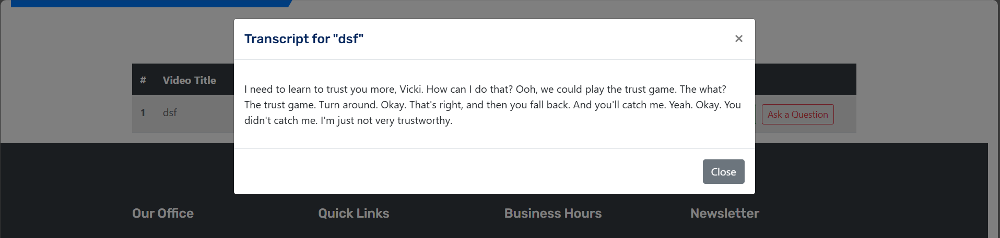 Transcript for "dsf"
×
# Video Title
I need to learn to trust you more, Vicki. How can I do that? Ooh, we could play the trust game. The what?
The trust game. Turn around. Okay. That's right, and then you fall back. And you'll catch me. Yeah. Okay. You
didn't catch me. I'm just not very trustworthy.
1 dsf
Ask a Question
Close
Our Office
Quick Links
Business Hours
Newsletter